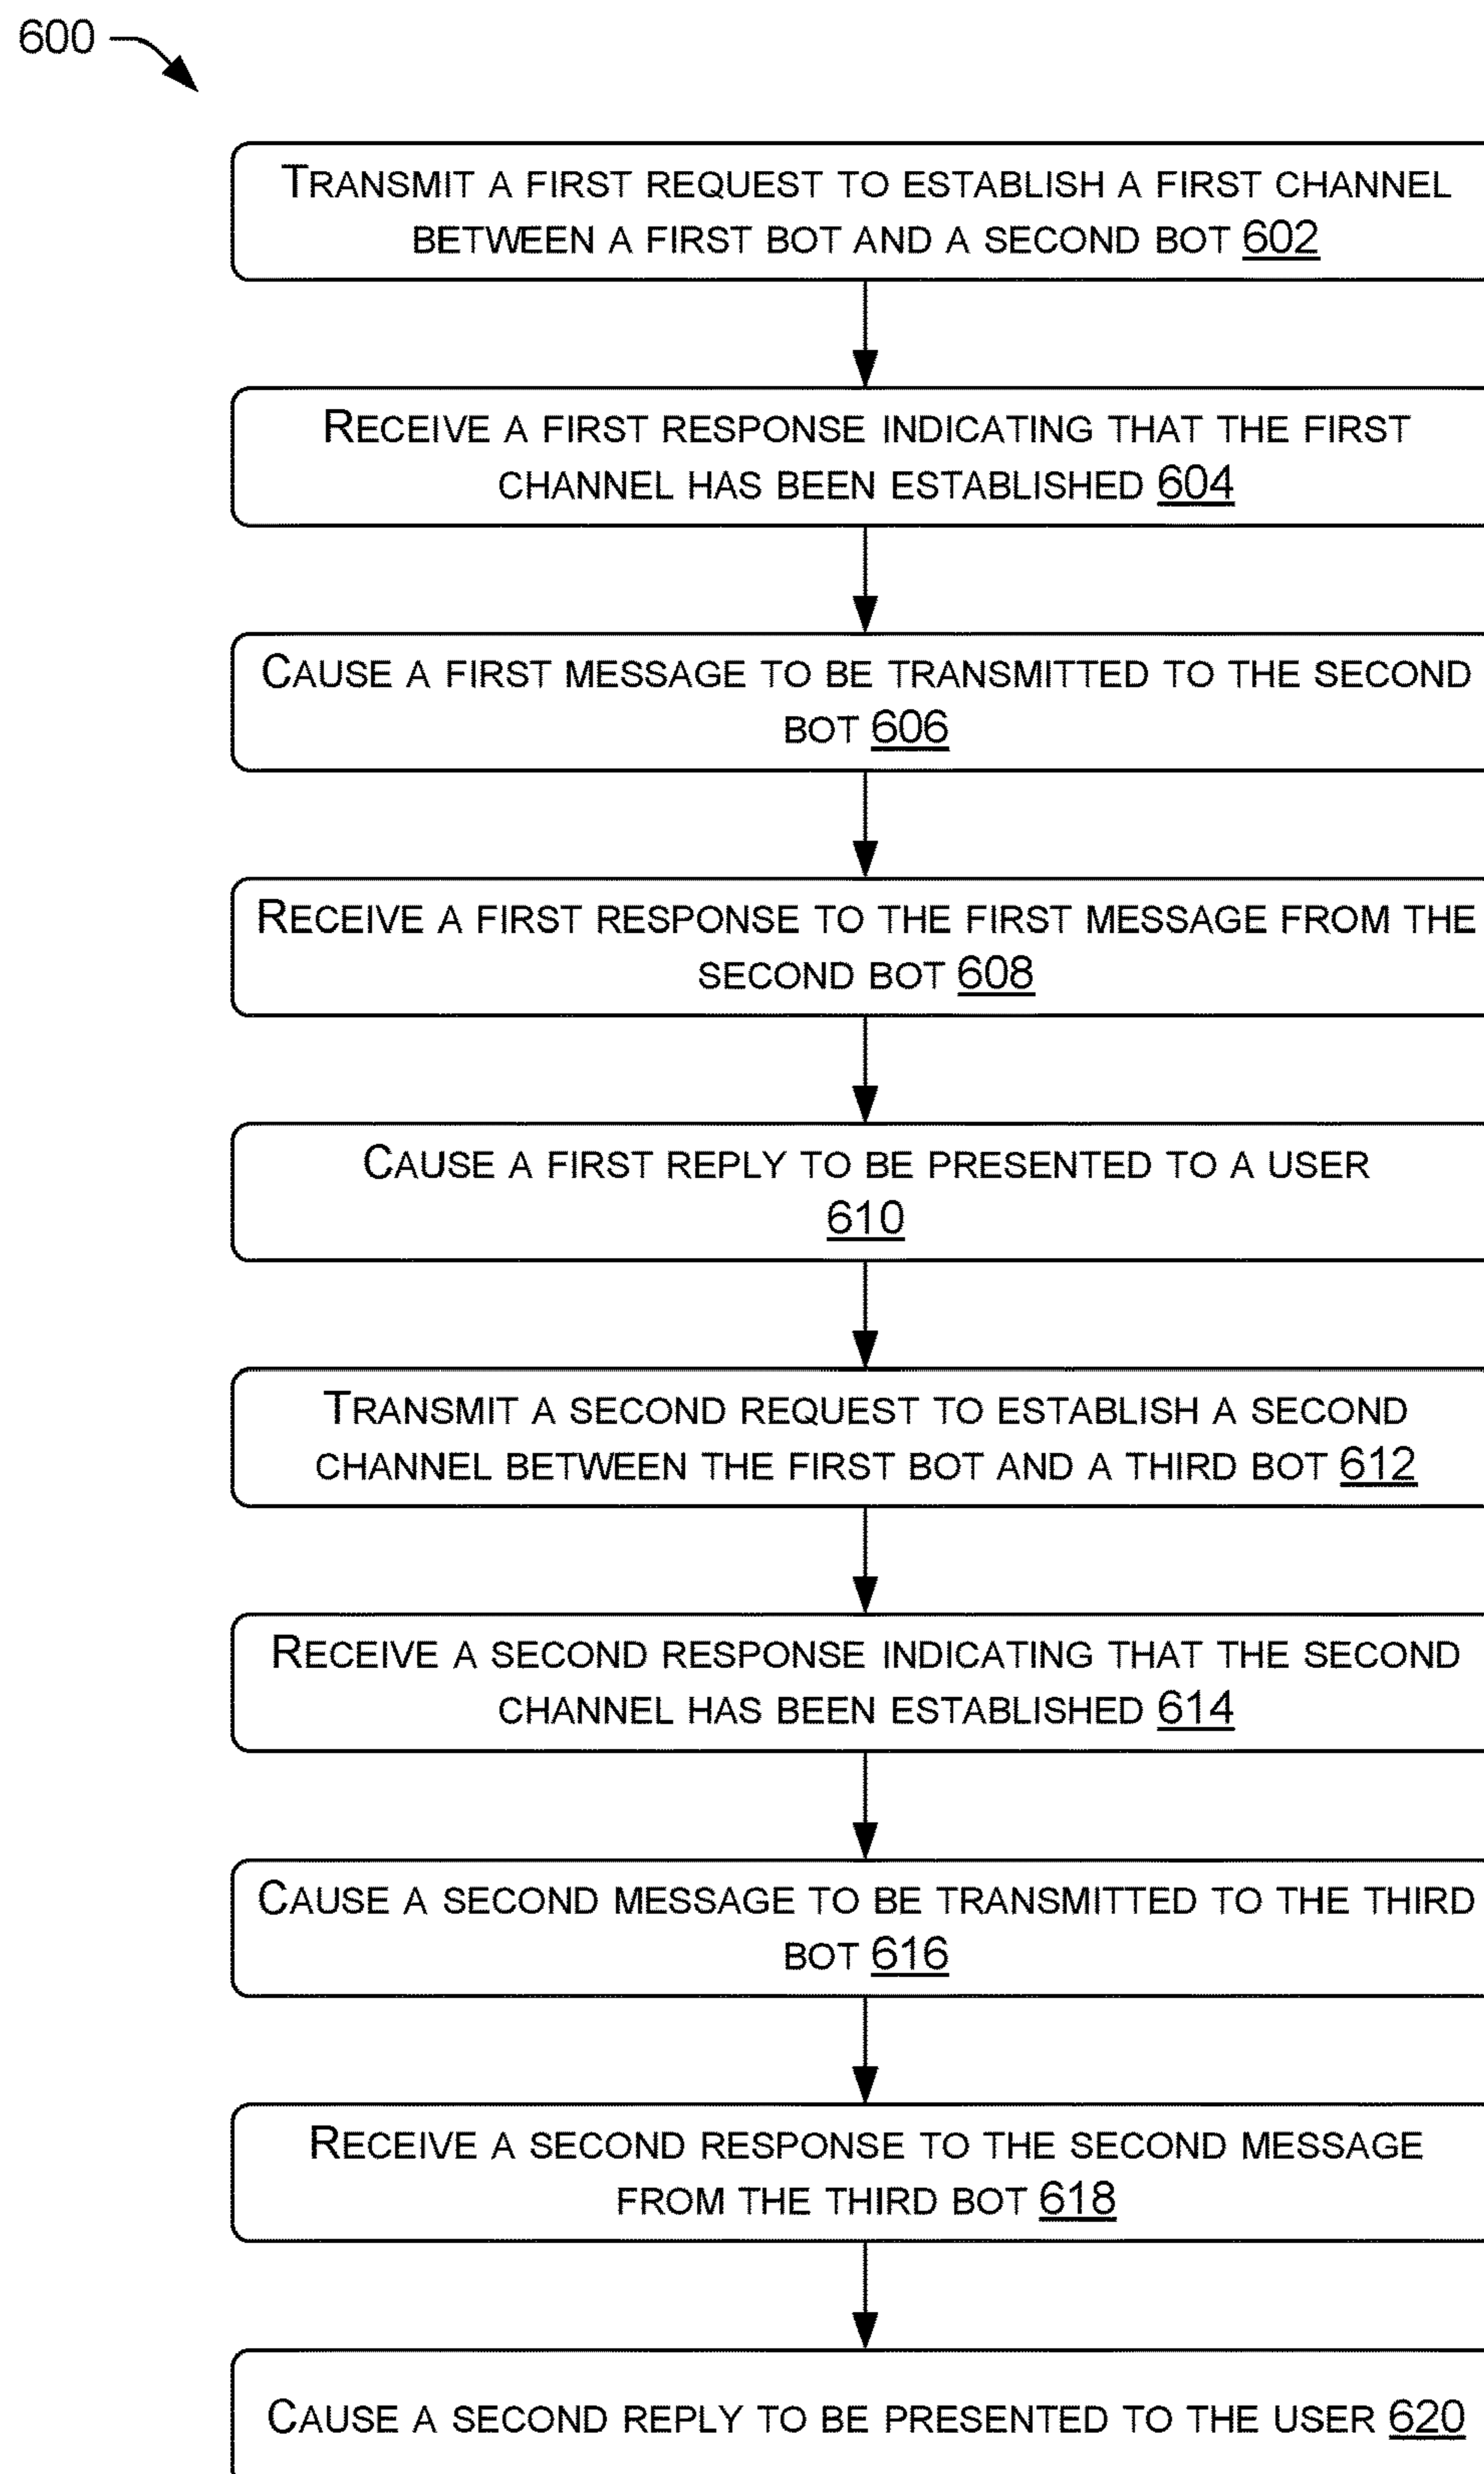 600
TRANSMIT A FIRST REQUEST TO ESTABLISH A FIRST CHANNEL
BETWEEN A FIRST BOT AND A SECOND BOT 602
RECEIVE A FIRST RESPONSE INDICATING THAT THE FIRST
CHANNEL HAS BEEN ESTABLISHED 604
CAUSE A FIRST MESSAGE TO BE TRANSMITTED TO THE SECOND
BOT 606
RECEIVE A FIRST RESPONSE TO THE FIRST MESSAGE FROM THE
SECOND BOT 608
CAUSE A FIRST REPLY TO BE PRESENTED TO A USER
610
TRANSMIT A SECOND REQUEST TO ESTABLISH A SECOND
CHANNEL BETWEEN THE FIRST BOT AND A THIRD BOT 612
RECEIVE A SECOND RESPONSE INDICATING THAT THE SECOND
CHANNEL HAS BEEN ESTABLISHED 614
CAUSE A SECOND MESSAGE TO BE TRANSMITTED TO THE THIRD
BOT 616
RECEIVE A SECOND RESPONSE TO THE SECOND MESSAGE
FROM THE THIRD BOT 618
CAUSE A SECOND REPLY TO BE PRESENTED TO THE USER 620